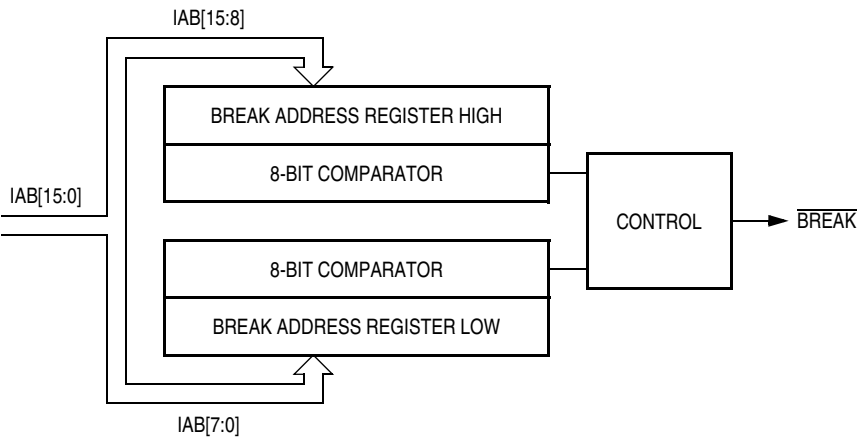 IAB[15:8]
BREAK ADDRESS REGISTER HIGH
8-BIT COMPARATOR
IAB[15:0]
CONTROL
BREAK
8-BIT COMPARATOR
BREAK ADDRESS REGISTER LOW
IAB[7:0]